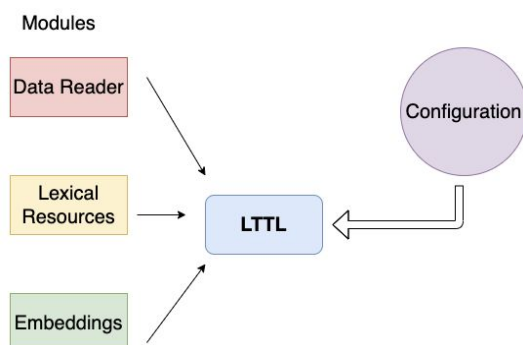 Modules
Data Reader
Configuration
Lexical
Resources
LTTL
Embeddings